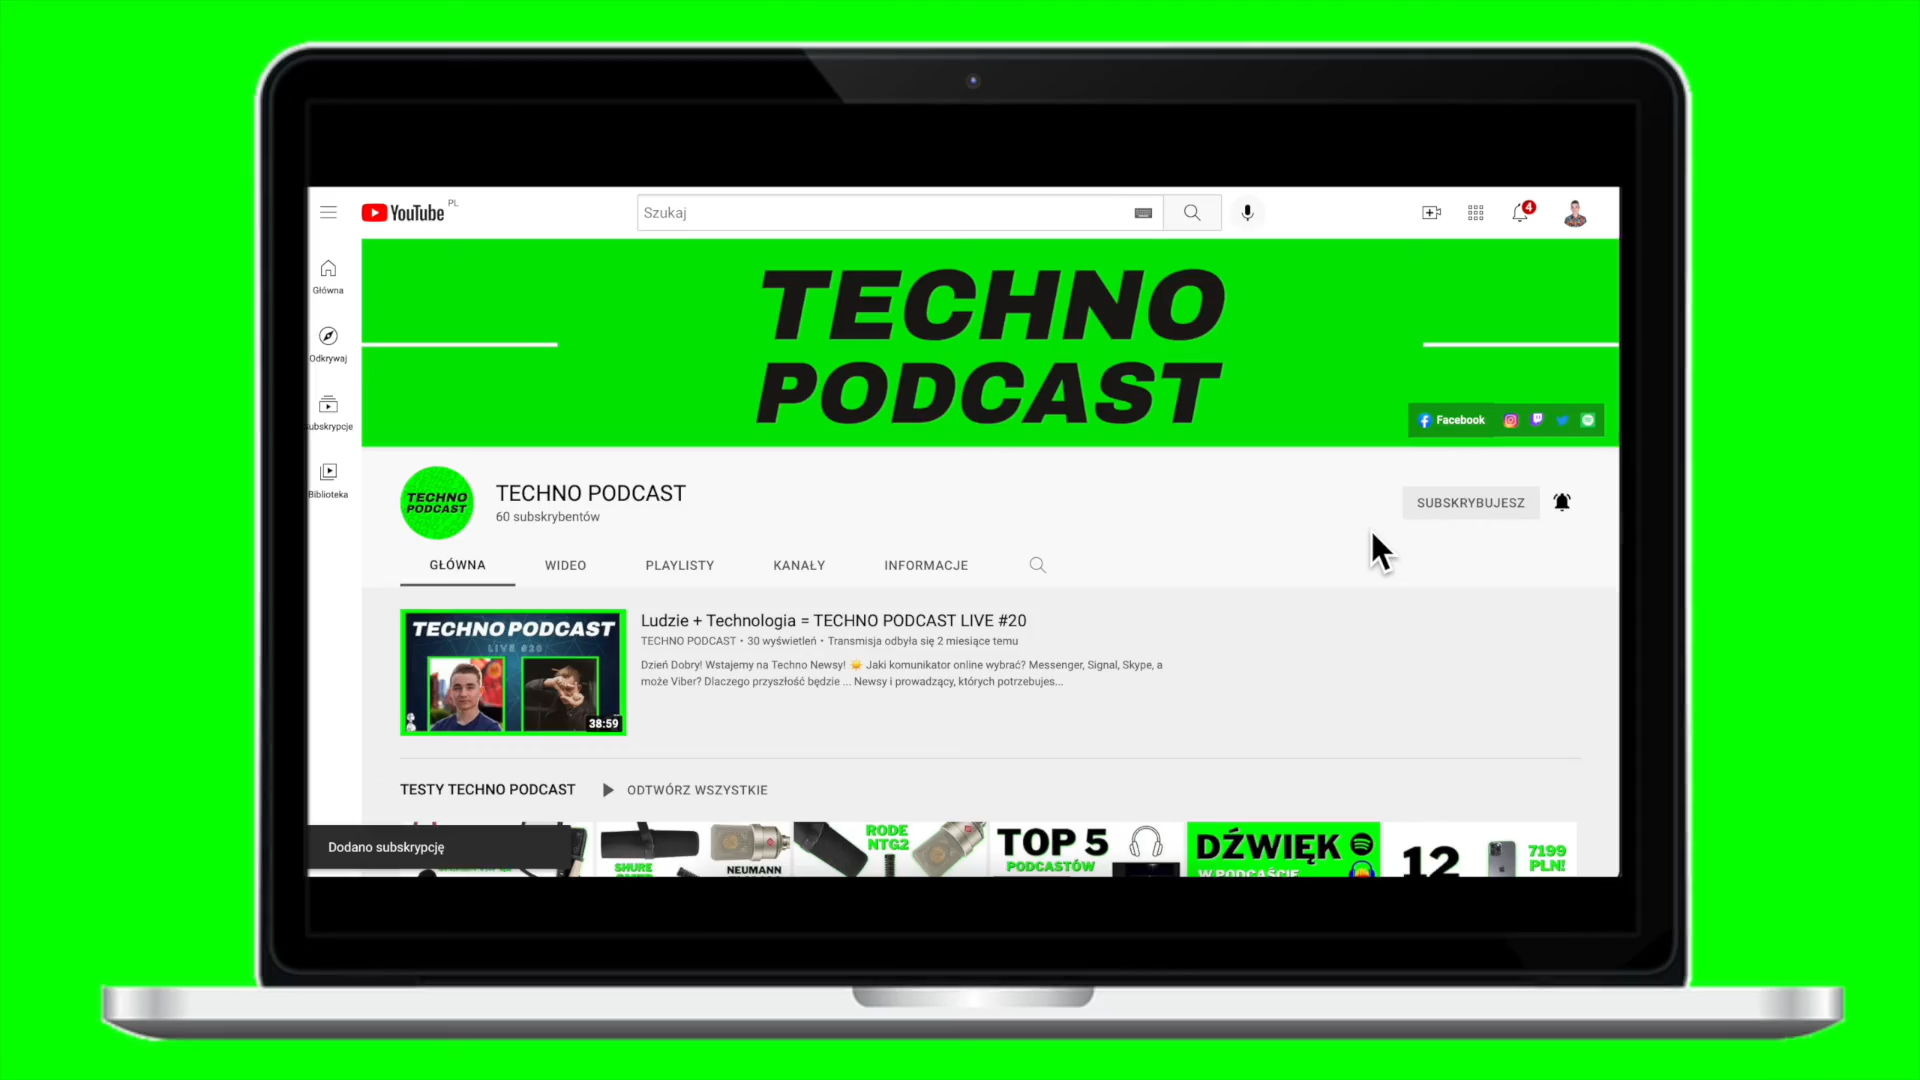 YouTube PL
Szukaj
4
Główna
Odkrywaj
Subskrypcje
Biblioteka
TECHNO
PODCAST
Facebook
TECHNO
PODCAST
TECHNO PODCAST
60 subskrybentów
SUBSKRYBUJESZ
GŁÓWNA WIDEO PLAYLISTY KANAŁY INFORMACJE
TECHNO PODCAST
LIVE #20
38:59
Ludzie + Technologia = TECHNO PODCAST LIVE #20
TECHNO PODCAST • 30 wyświetleń • Transmisja odbyła się 2 miesiące temu
Dzień Dobry! Wstajemy na Techno Newsy! ☀️ Jaki komunikator online wybrać? Messenger, Signal, Skype, a
może Viber? Dlaczego przyszłość będzie ... Newsy i prowadzący, których potrzebujes...
TESTY TECHNO PODCAST ODTWÓRZ WSZYSTKIE
Dodano subskrypcję
SHURE
NEUMANN
RODE
NTG2
TOP 5
PODCASTÓW
DŹWIĘK
W PODCAŚCIE
12
7199
PLN!